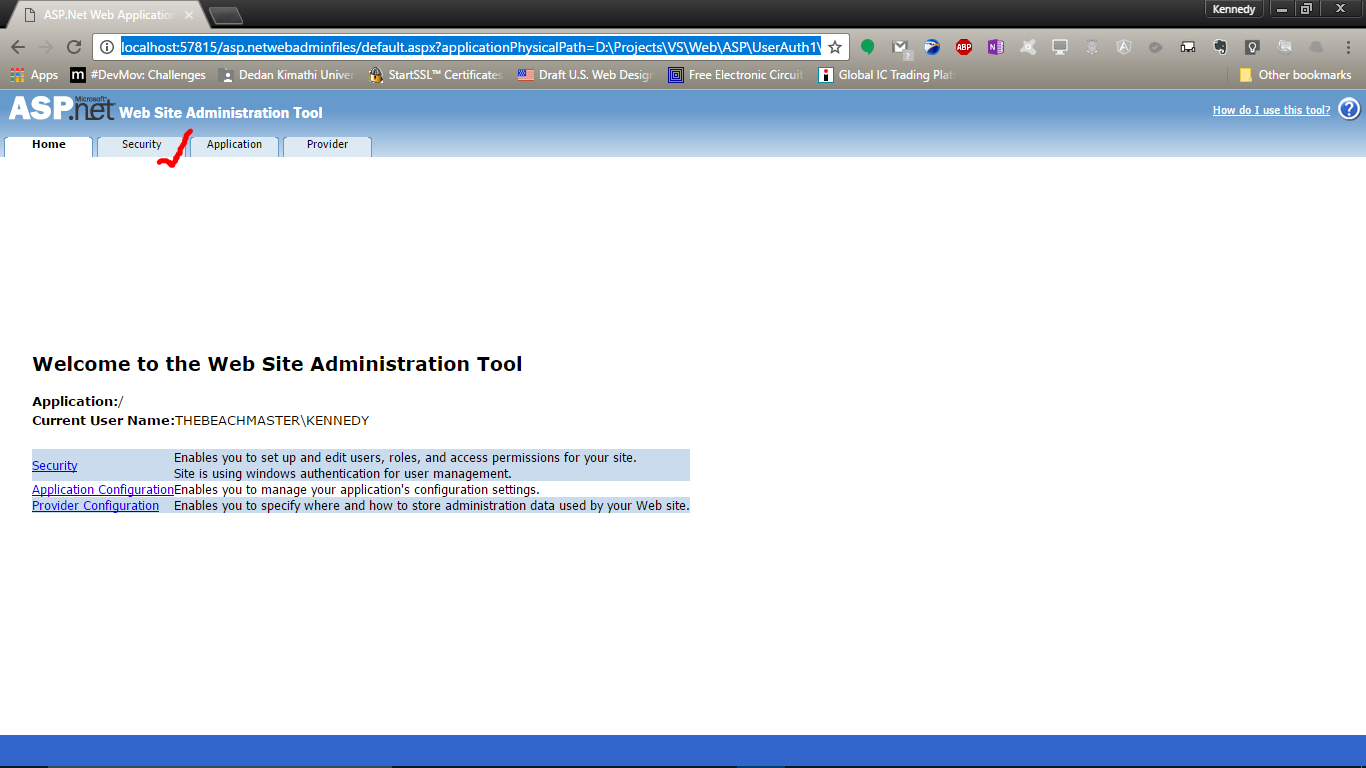 ASP.Net Web Application
Kennedy
localhost:57815/asp.netwebadminfiles/default.aspx?applicationPhysicalPath=D:\Projects\VS\Web\ASP\UserAuth1\
ABP
Apps
m #DevMov: Challenges
Dedan Kimathi Univer
StartSSL™ Certificates
Draft U.S. Web Design
Free Electronic Circuit
Global IC Trading Plat
Other bookmarks
Microsoft
ASP.net Web Site Administration Tool
How do I use this tool? ?
Home Security Application Provider
Welcome to the Web Site Administration Tool
Application:/
Current User Name:THEBEACHMASTER\KENNEDY
Security Enables you to set up and edit users, roles, and access permissions for your site.
Site is using windows authentication for user management.
Application Configuration Enables you to manage your application's configuration settings.
Provider Configuration Enables you to specify where and how to store administration data used by your Web site.